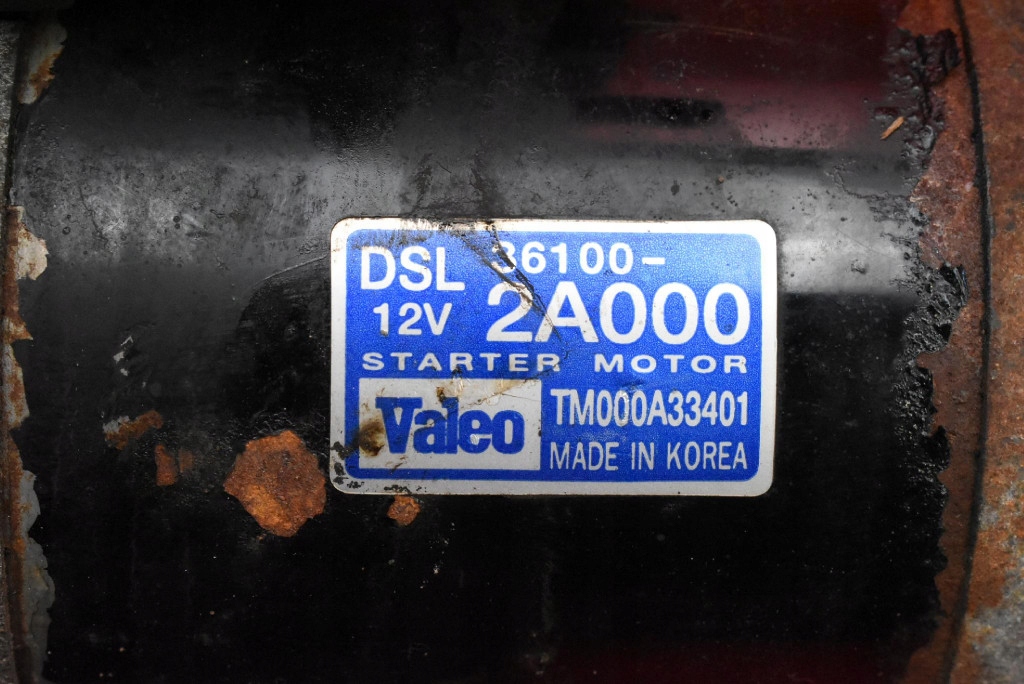 DSL 36100-
12V 2A000
STARTER MOTOR
Valeo TM000A33401
MADE IN KOREA